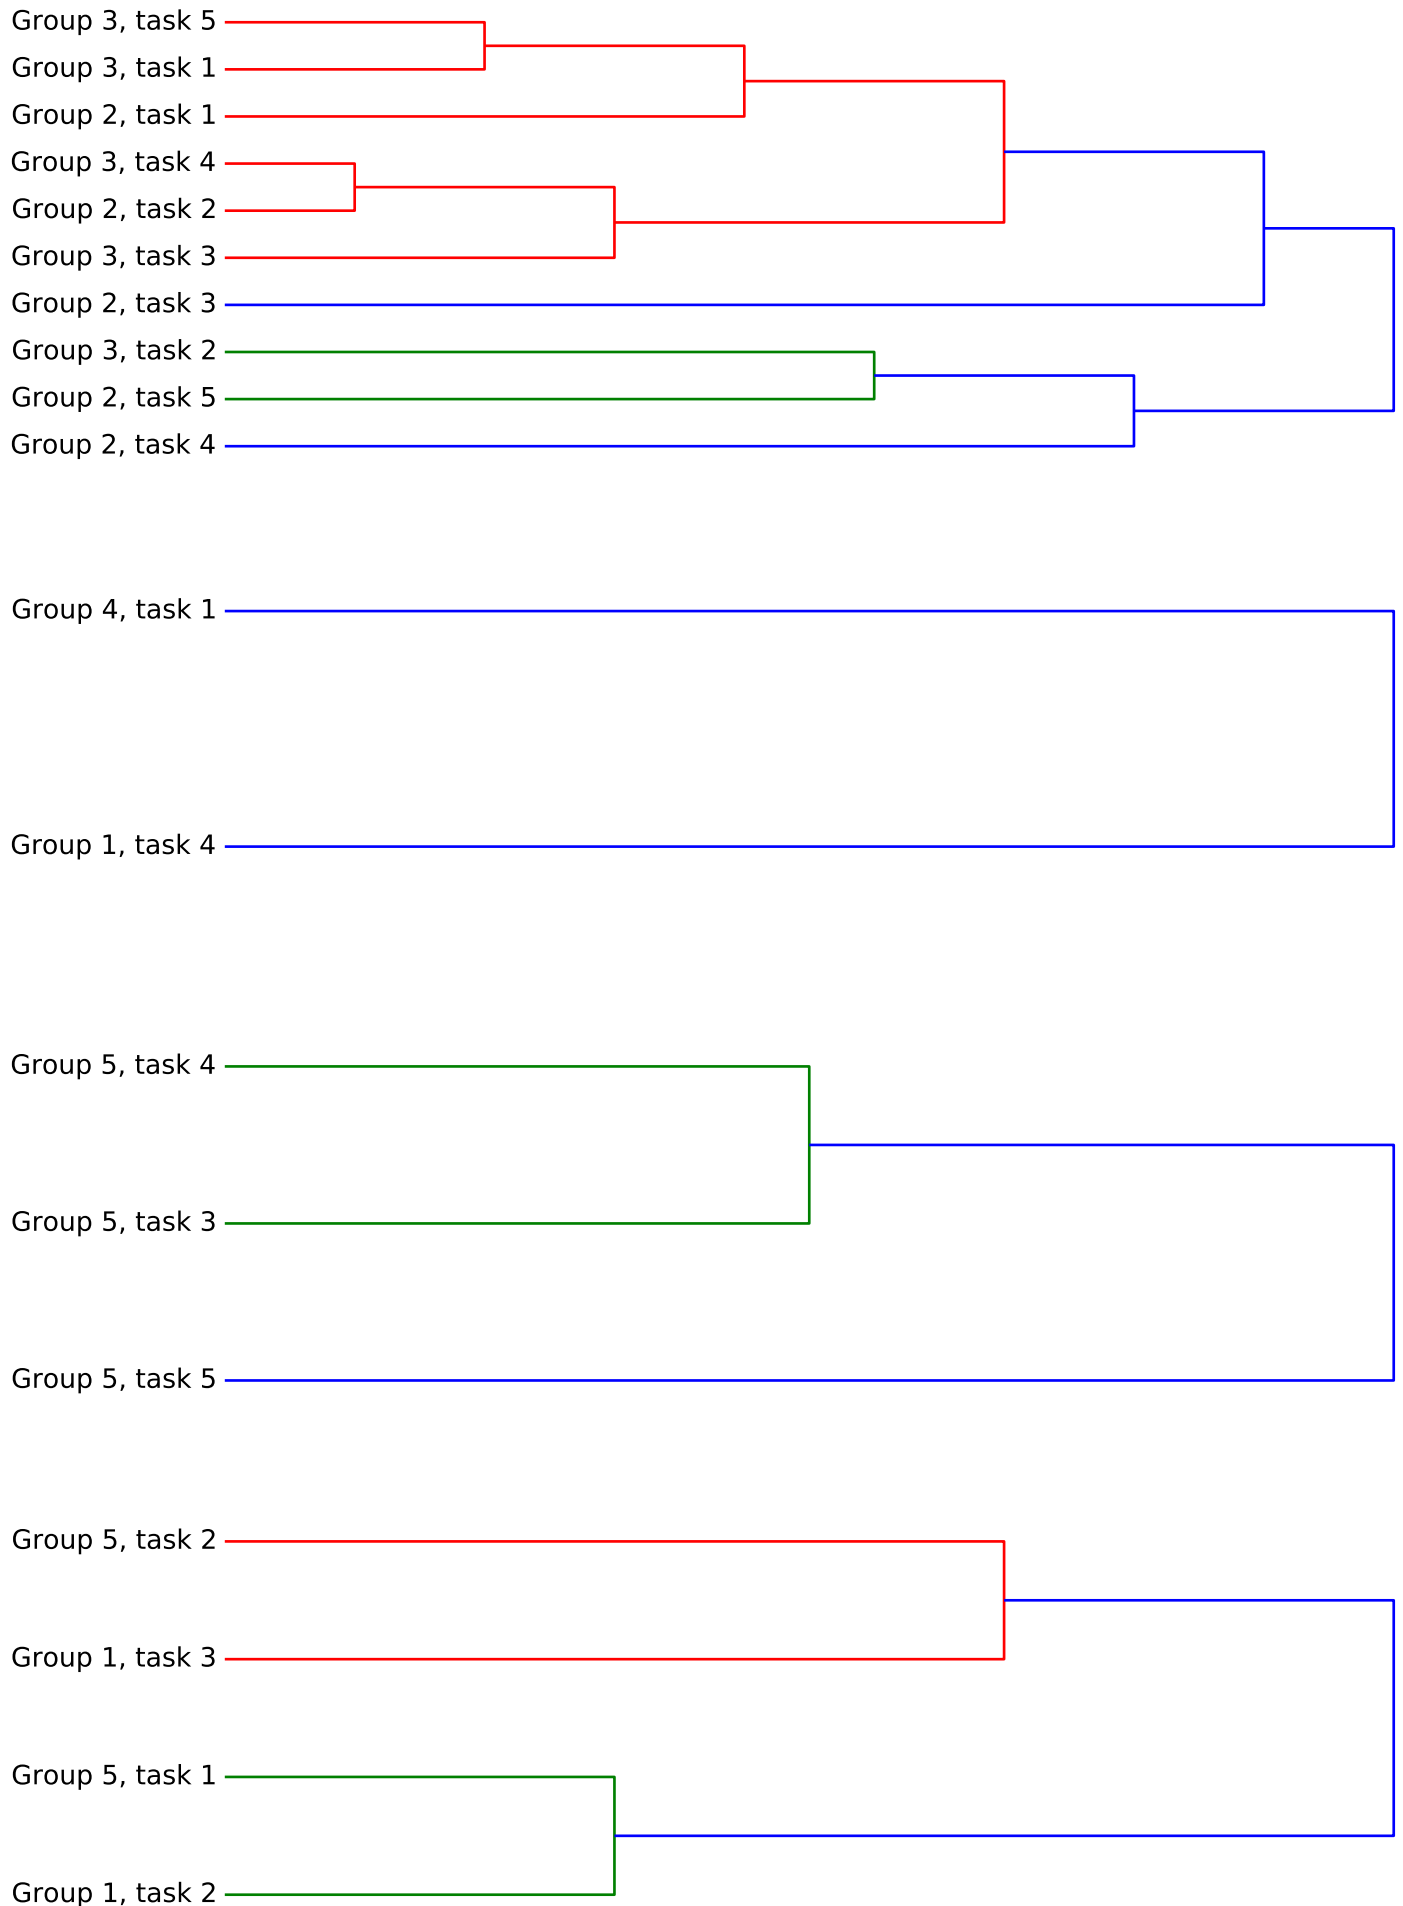 Group 3, task 5
Group 3, task 1
Group 2, task 1
Group 3, task 4
Group 2, task 2
Group 3, task 3
Group 2, task 3
Group 3, task 2
Group 2, task 5
Group 2, task 4
Group 4, task 1
Group 1, task 4
Group 5, task 4
Group 5, task 3
Group 5, task 5
Group 5, task 2
Group 1, task 3
Group 5, task 1
Group 1, task 2